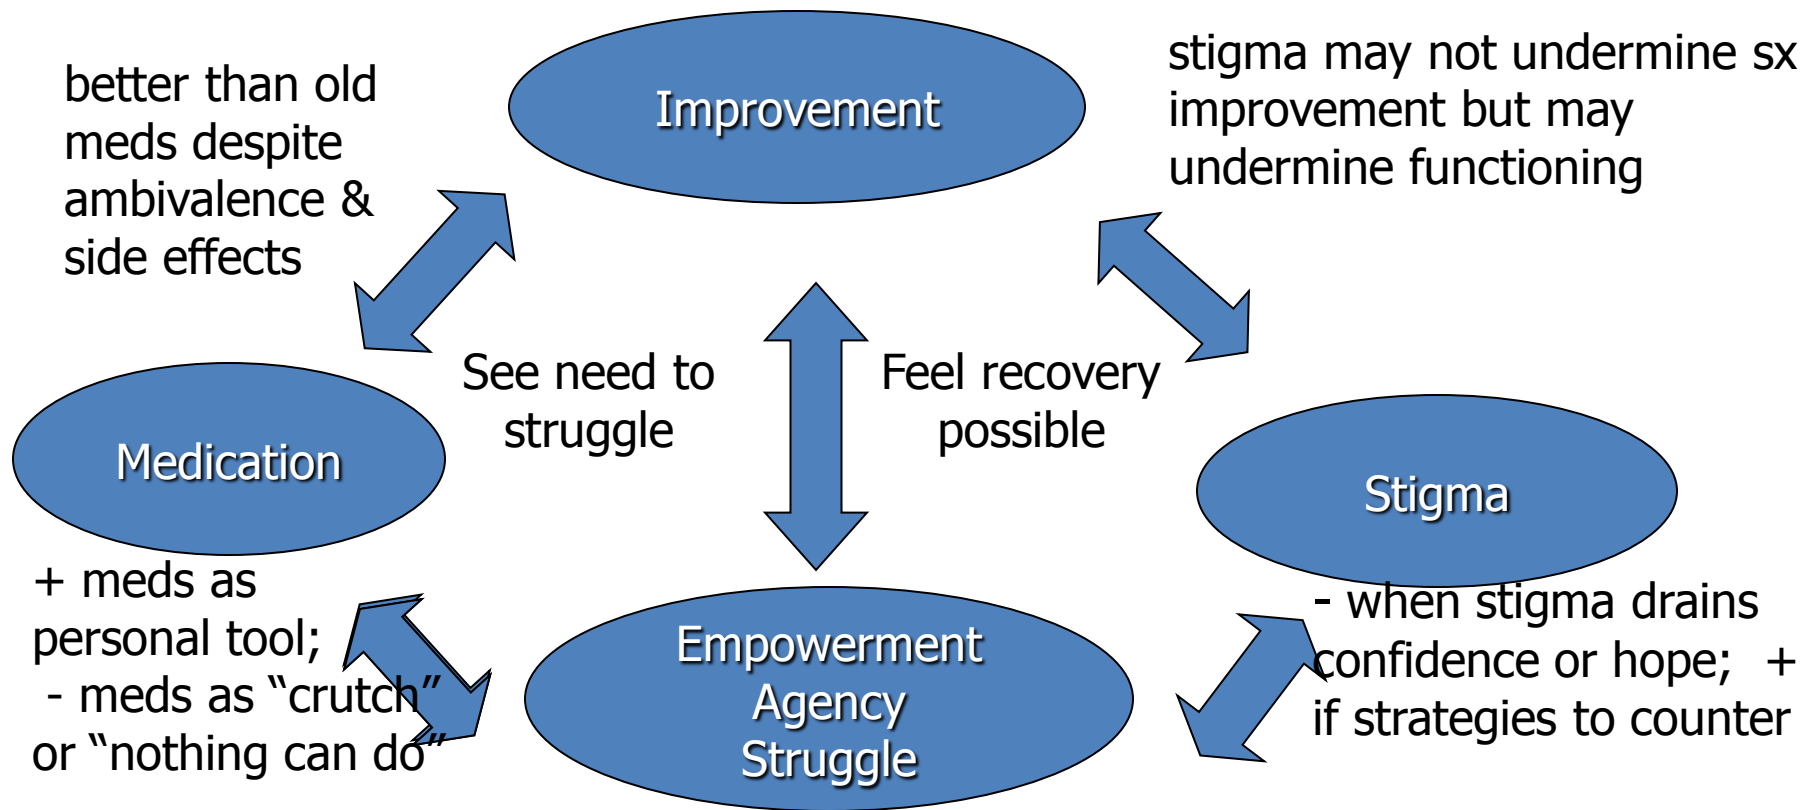 better than old
meds despite
ambivalence &
side effects
Improvement
stigma may not undermine sx
improvement but may
undermine functioning
See need to
struggle
Feel recovery
possible
Medication
Stigma
+ meds as
personal tool;
- meds as “crutch”
or “nothing can do”
Empowerment
Agency
Struggle
- when stigma drains
confidence or hope;  +
if strategies to counter